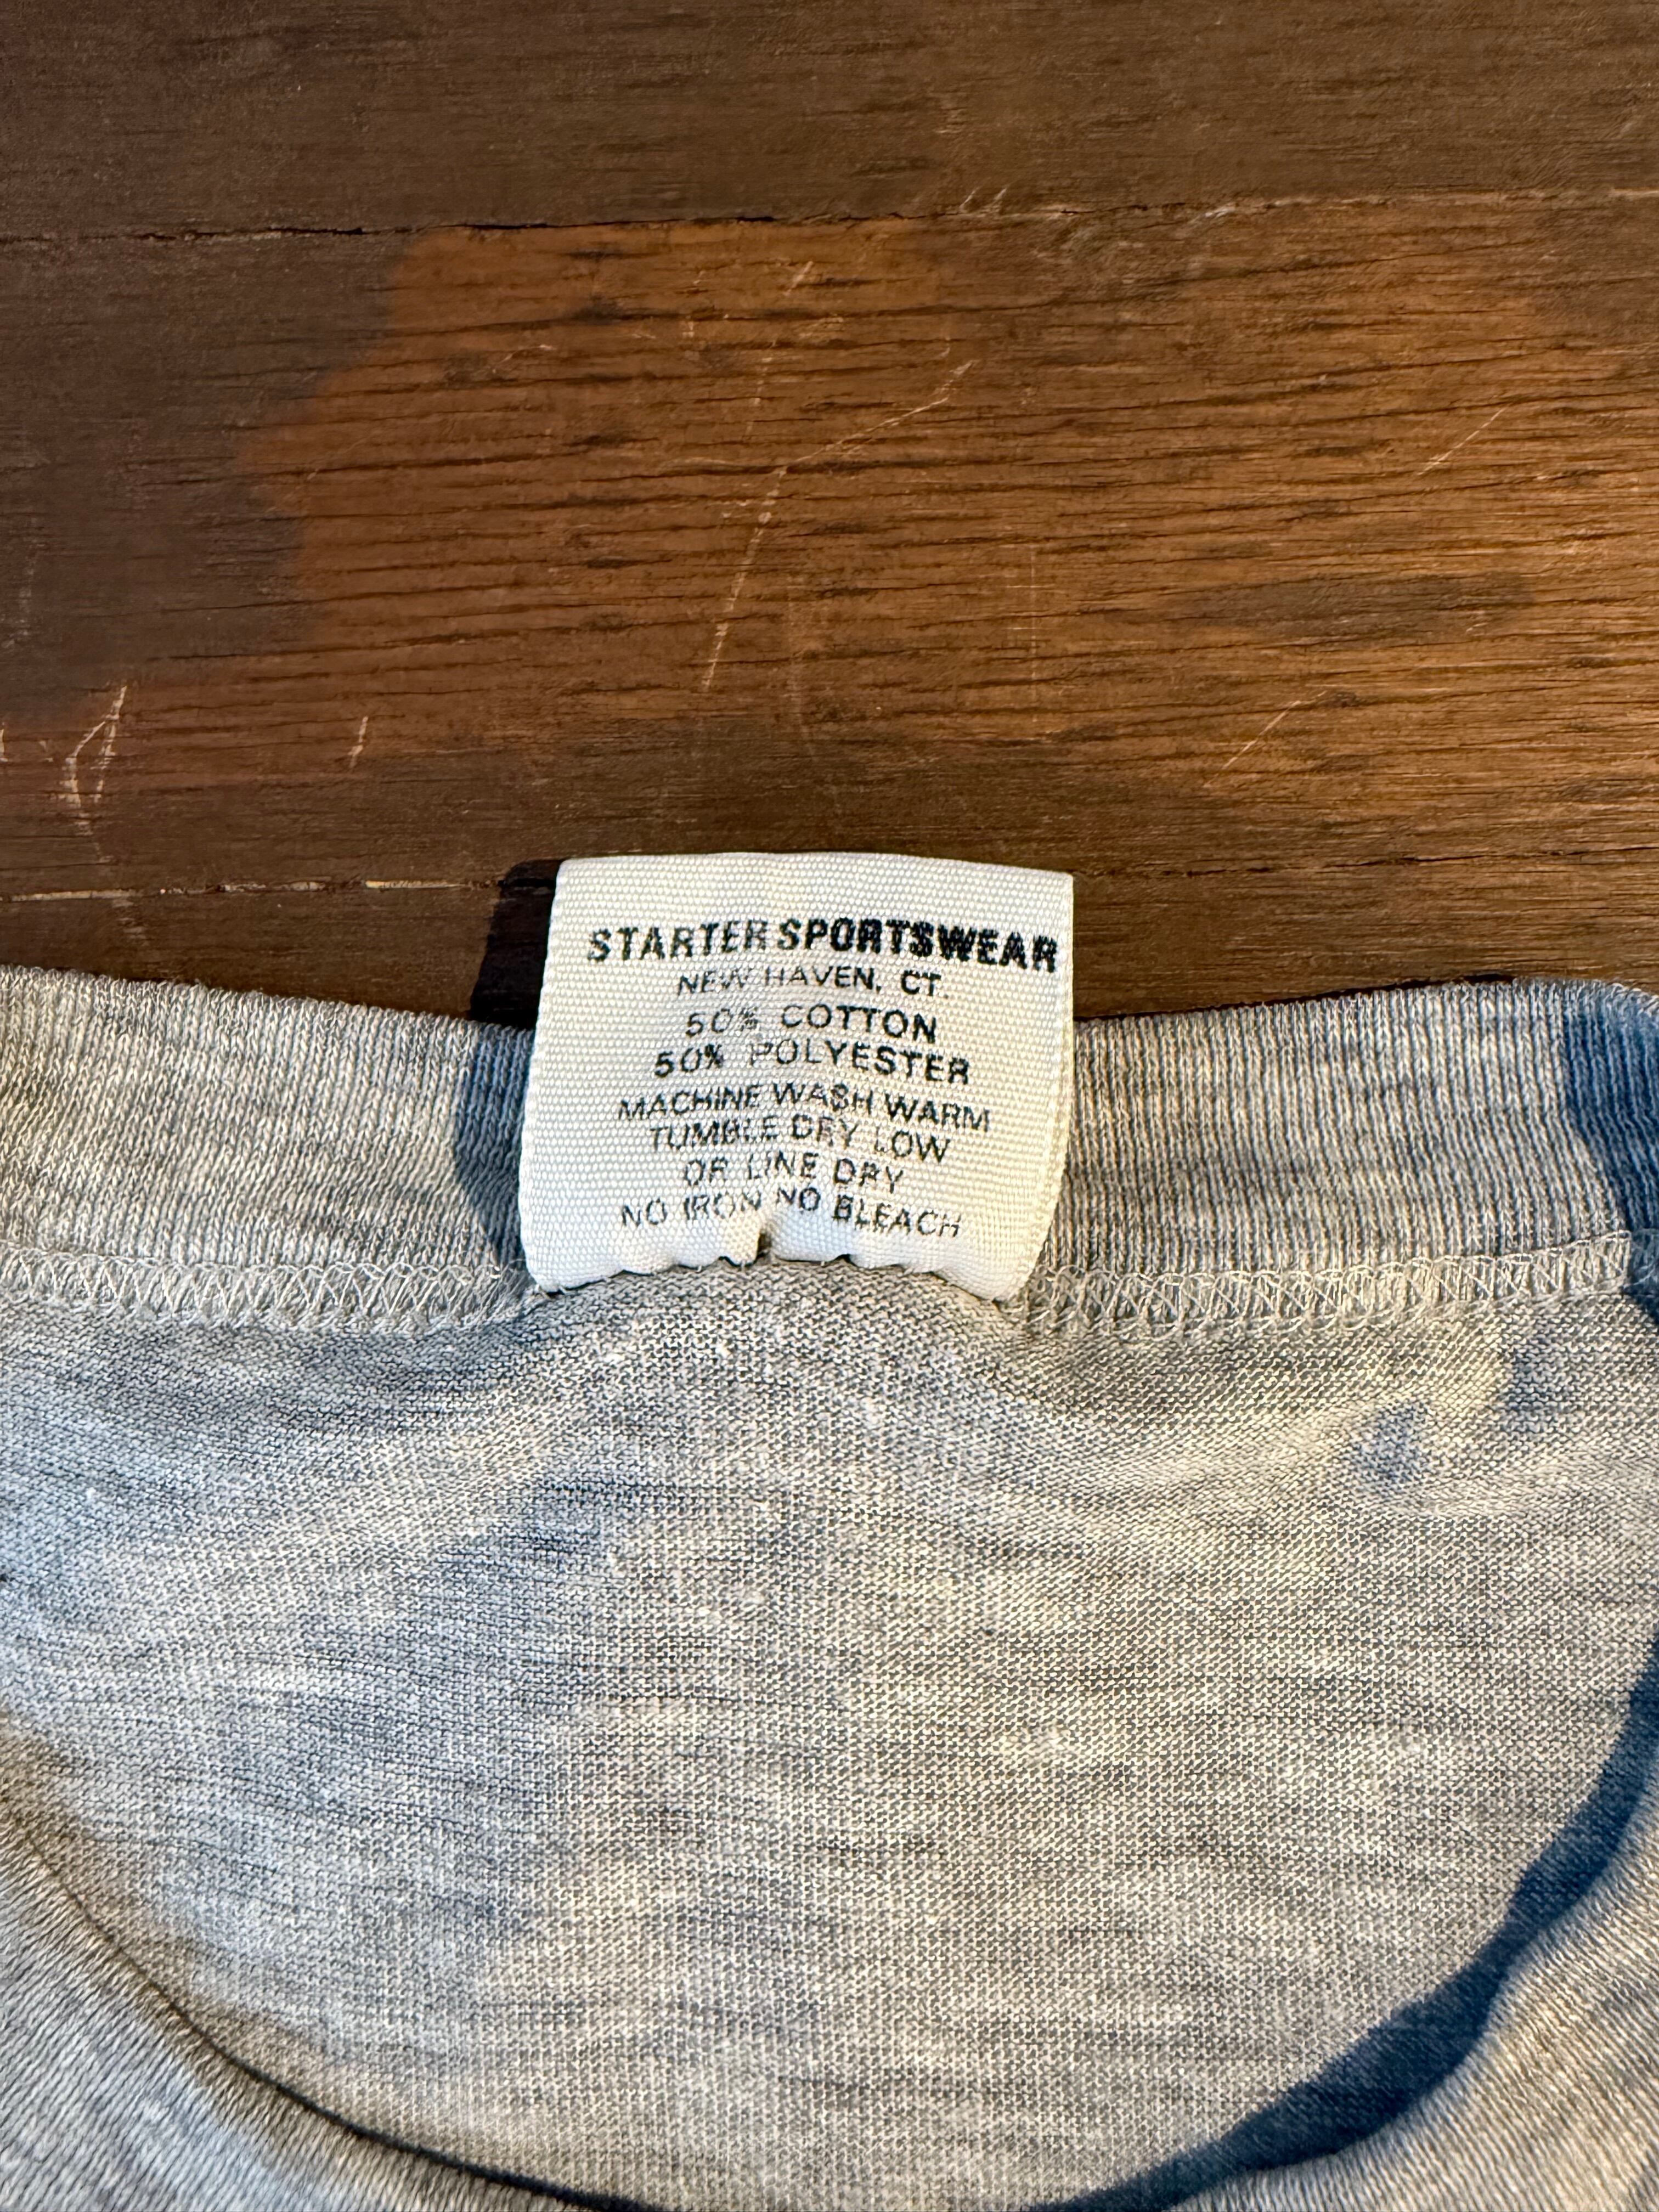 STARTER SPORTSWEAR
NEW HAVEN, CT.
50% COTTON
50% POLYESTER
MACHINE WASH WARM
TUMBLE DRY LOW
OR LINE DRY
NO IRON NO BLEACH